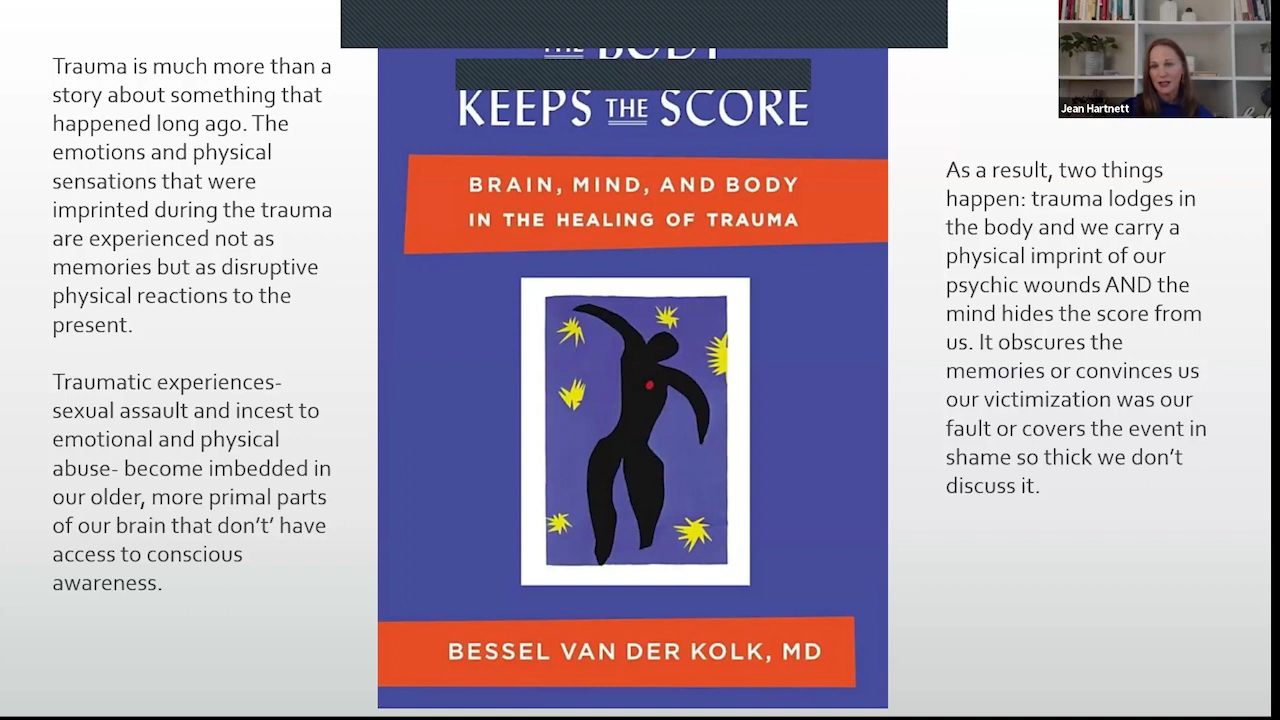 Trauma is much more than a
story about something that
happened long ago. The
emotions and physical
sensations that were
imprinted during the trauma
are experienced not as
memories but as disruptive
physical reactions to the
present.
Traumatic experiences-
sexual assault and incest to
emotional and physical
abuse- become imbedded in
our older, more primal parts
of our brain that don’t’ have
access to conscious
awareness.
THE BODY
KEEPS THE SCORE
BRAIN, MIND, AND BODY
IN THE HEALING OF TRAUMA
BESSEL VAN DER KOLK, MD
Jean Hartnett
As a result, two things
happen: trauma lodges in
the body and we carry a
physical imprint of our
psychic wounds AND the
mind hides the score from
us. It obscures the
memories or convinces us
our victimization was our
fault or covers the event in
shame so thick we don’t
discuss it.